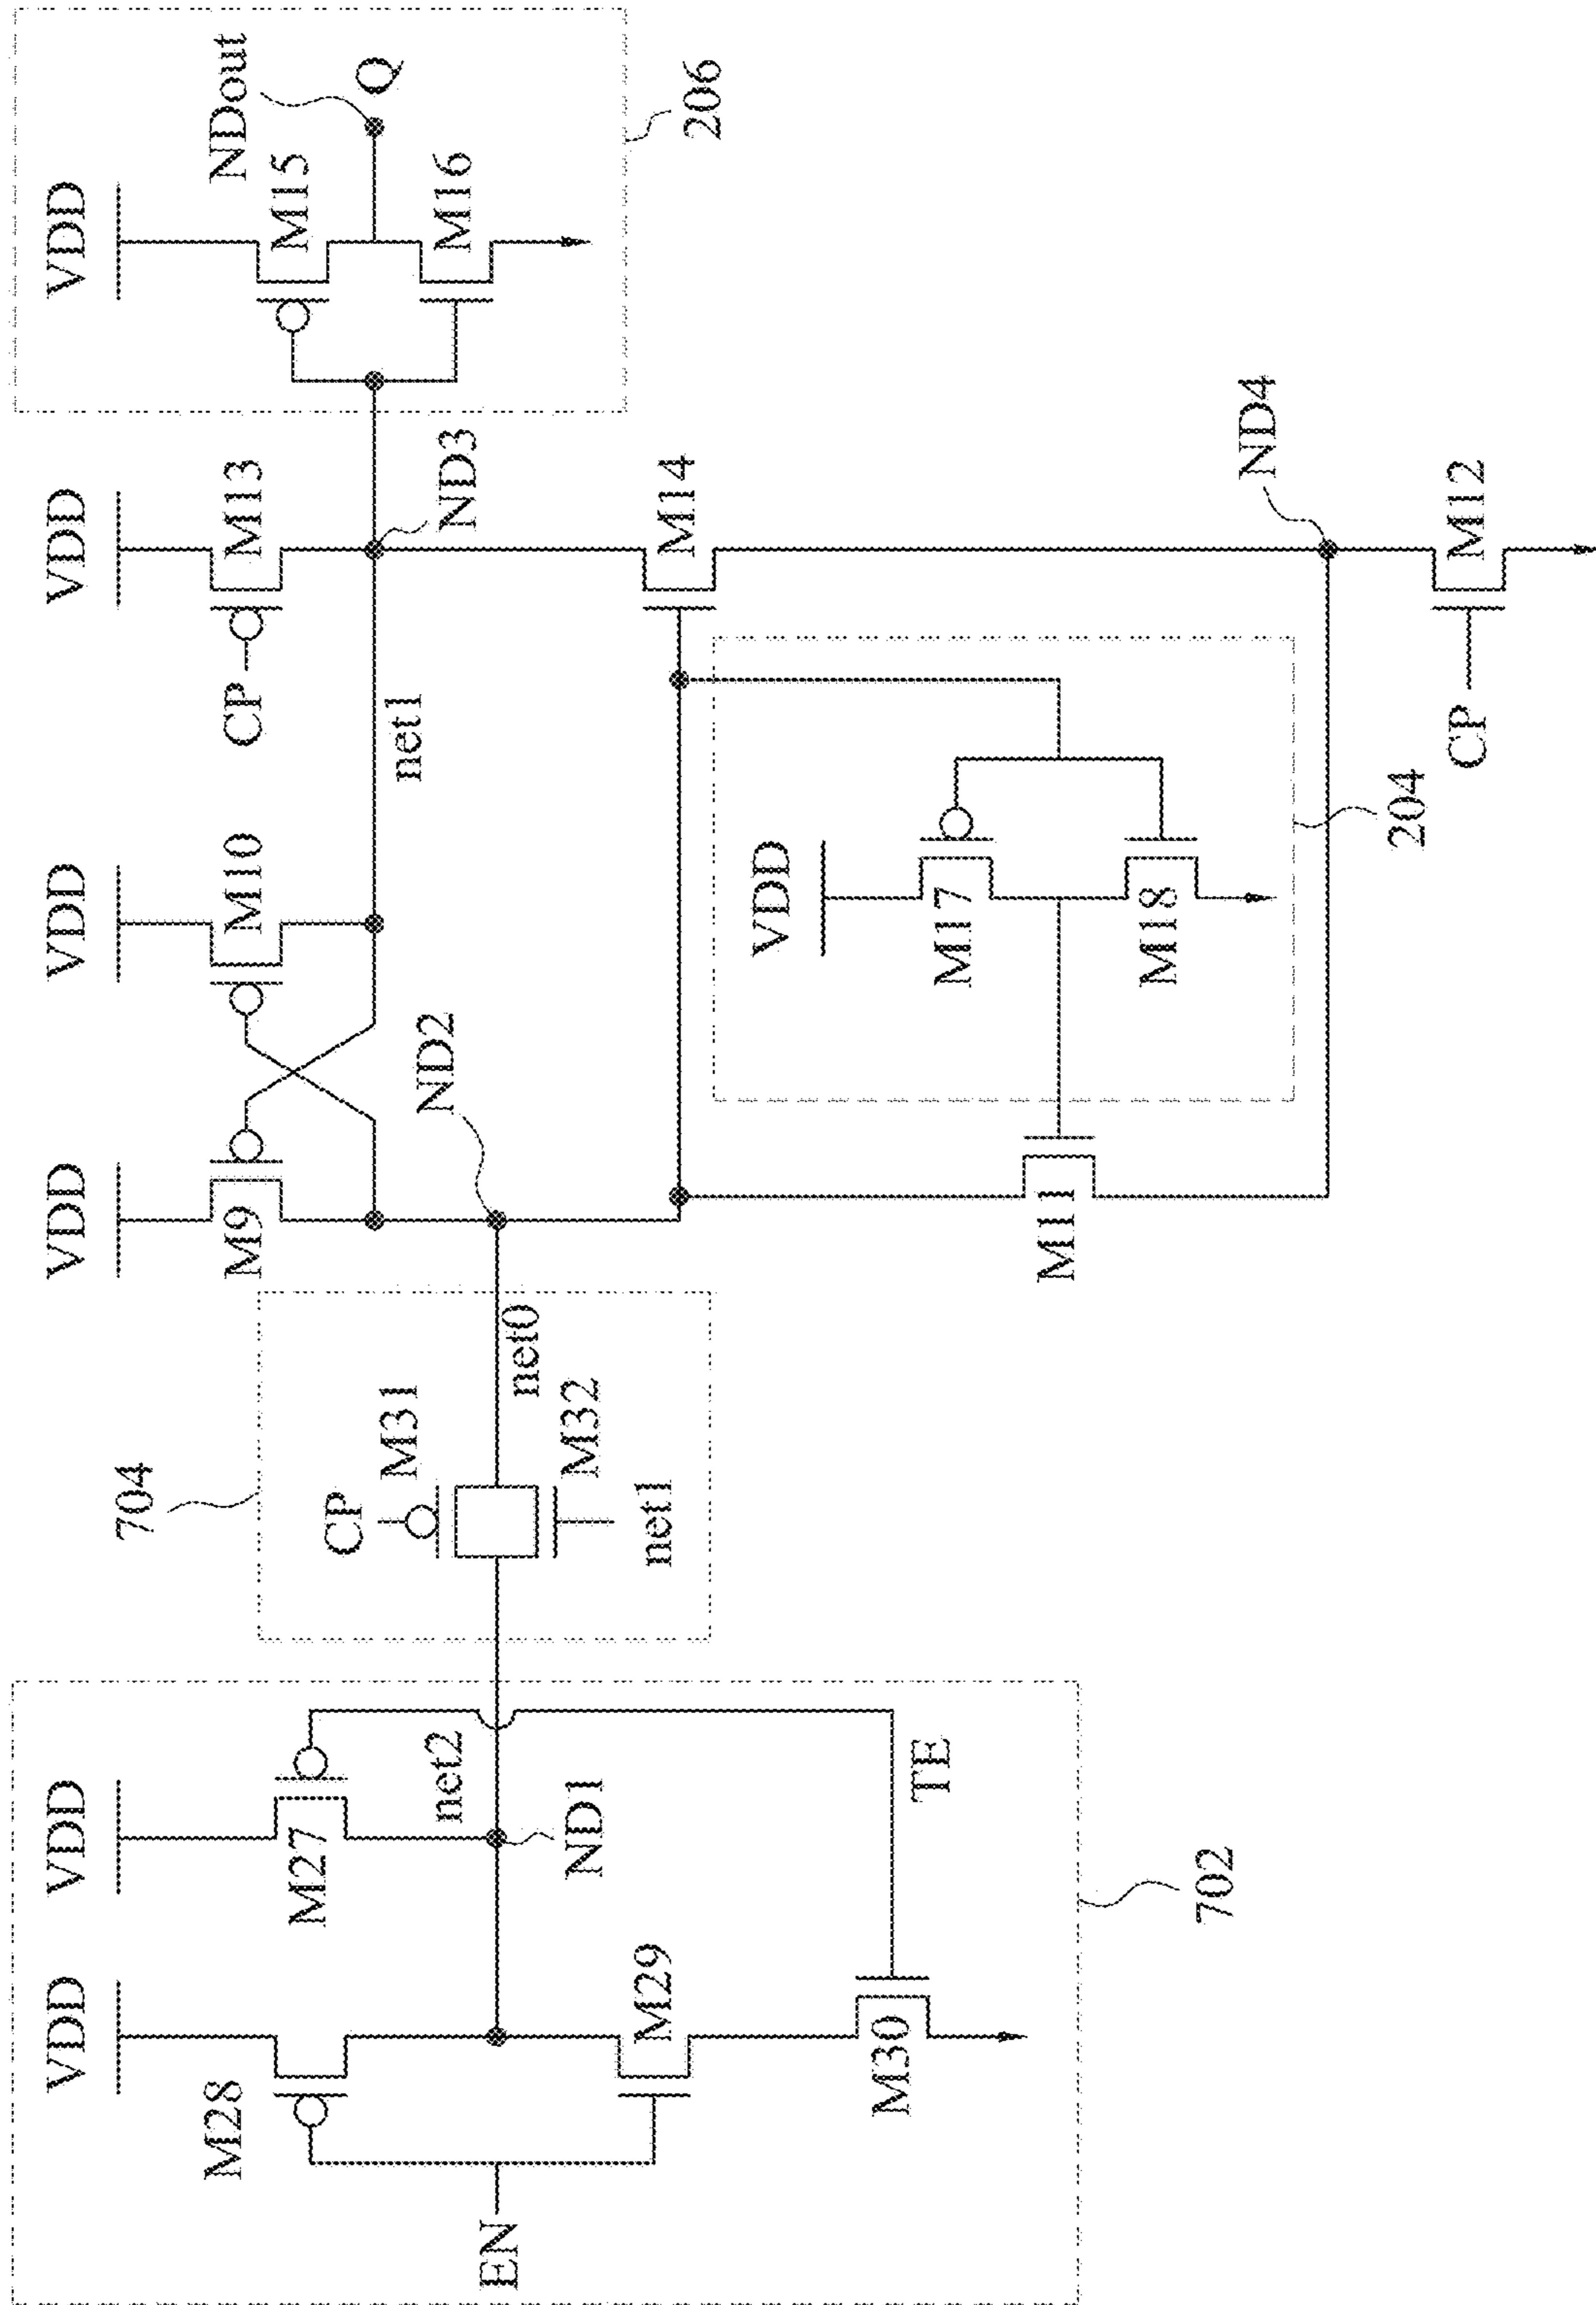 VDD
VDD
VDD
VDD
VDD
VDD
M28
M27
M9
M10
M13
CP
M15
NDout
Q
M16
206
704
CP
M31
net0
M32
net1
ND2
net1
ND3
EN
net2
ND1
M29
M14
TE
M30
702
VDD
M17
M18
M11
204
ND4
CP
M12